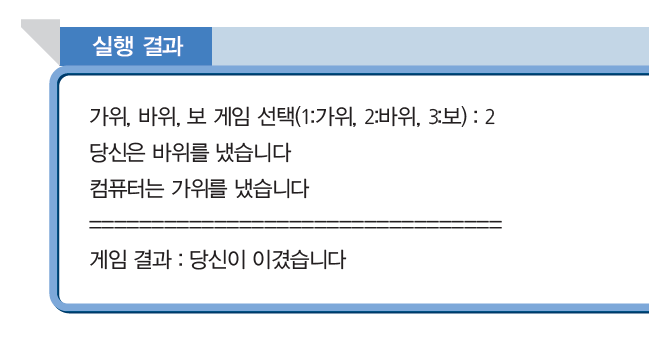 실행 결과
가위, 바위, 보 게임 선택(1:가위, 2:바위, 3:보) : 2
당신은 바위를 냈습니다
컴퓨터는 가위를 냈습니다
=================================
게임 결과 : 당신이 이겼습니다